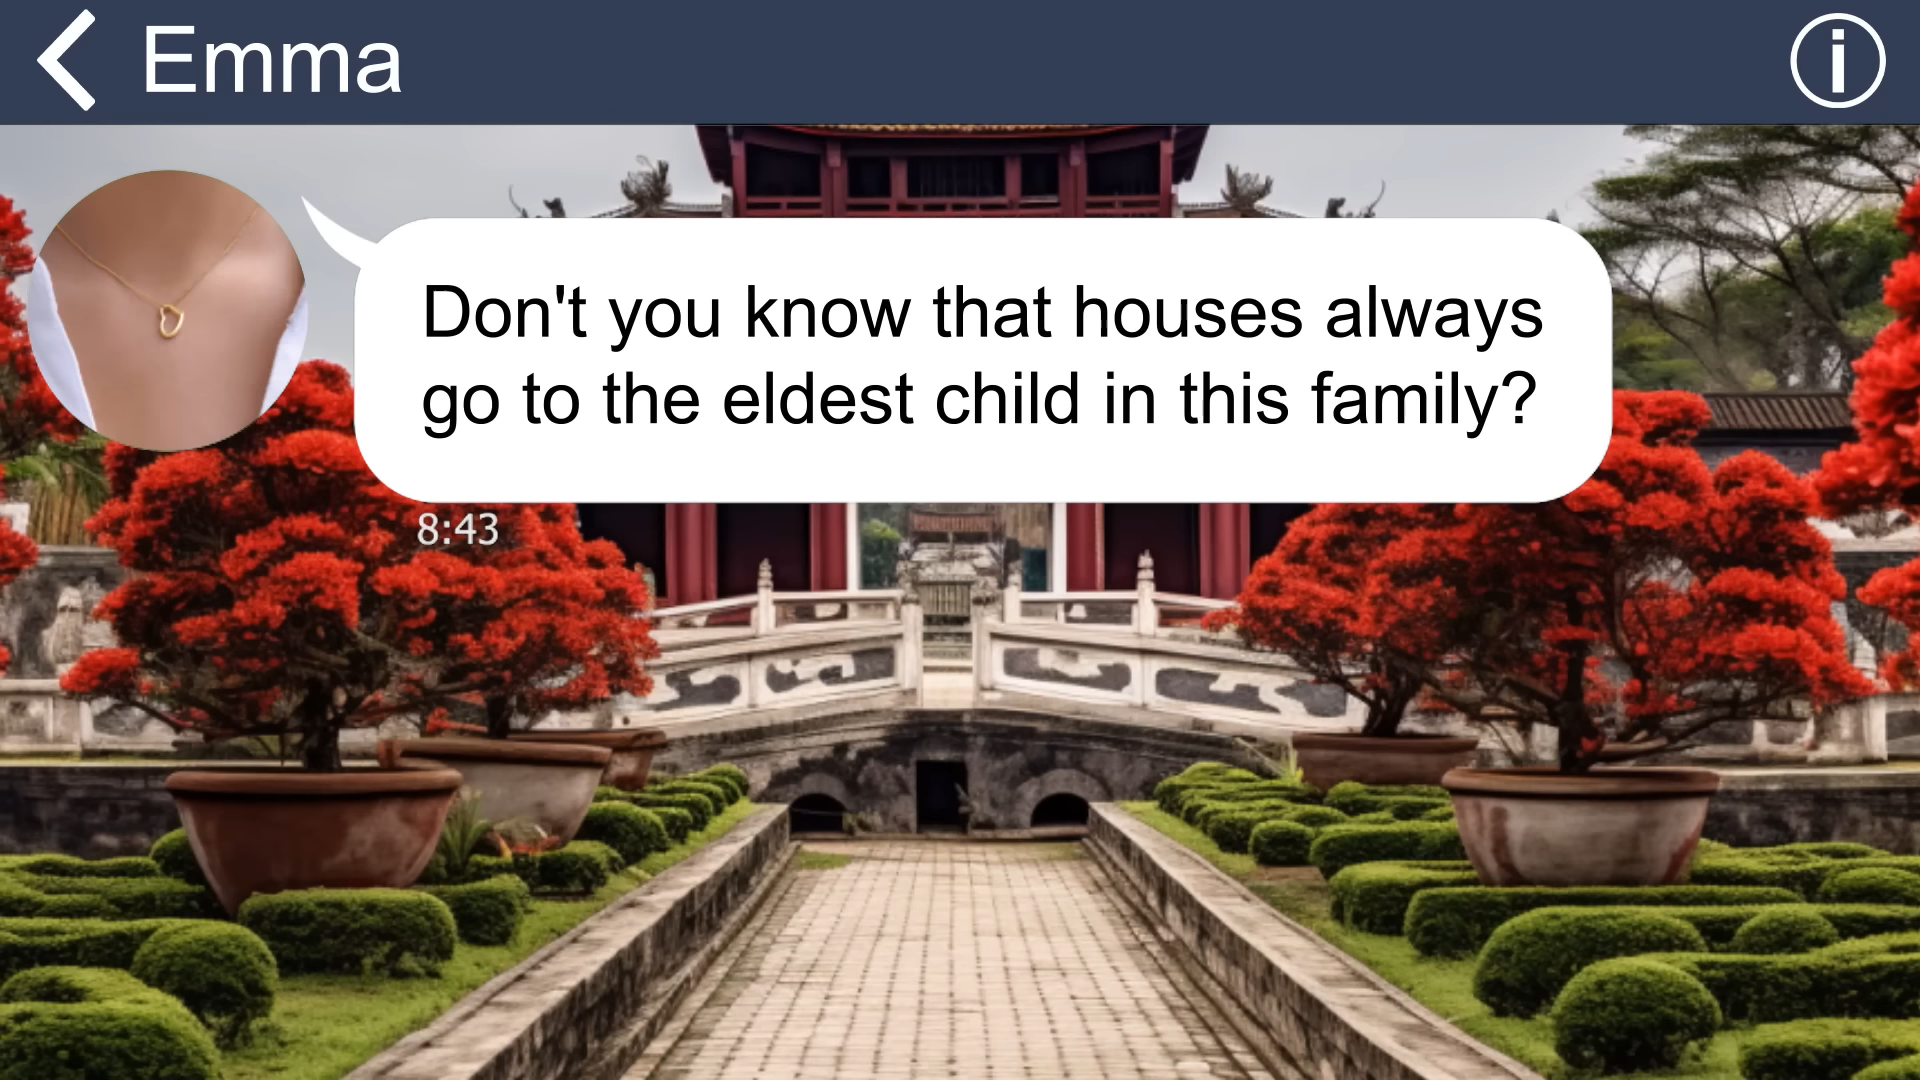 Emma
Don't you know that houses always
go to the eldest child in this family?
8:43